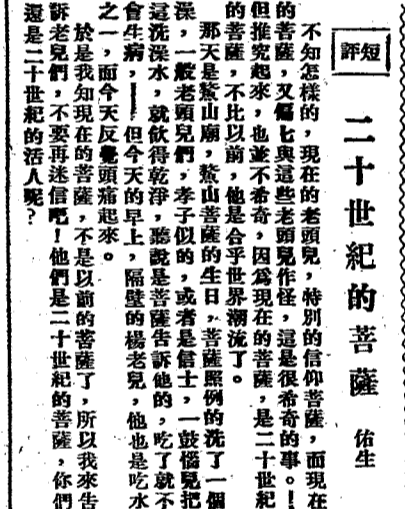 短評
二十世紀的菩薩
佑生
不知怎樣的,現在的老頭兒,特別的信仰菩薩,而現在
的菩薩,又偏匕與這些老頭兒作怪,這是很希奇的事。!
但推究起來,也並不希奇,因爲現在的菩薩,是二十世紀
的菩薩,不比以前,他是合乎世界潮流了。
那天是鰲山廟,鰲山菩薩的生日,菩薩照例的洗了一個
澡,一般老頭兒們,孝子似的,或者是信士,一鼓惱兒把
這洗澡水,就飲得乾淨,聽說是菩薩告訴他的,吃了就不
會生病,——但今天的早上,隔壁的楊老兒,他也是吃水
之一,而今天反覺頭痛起來。
於是我知現在的菩薩,不是以前的菩薩了,所以我來告
訴老兒們,不要再迷信吧!他們是二十世紀的菩薩,你們
還是二十世紀的活人呢?